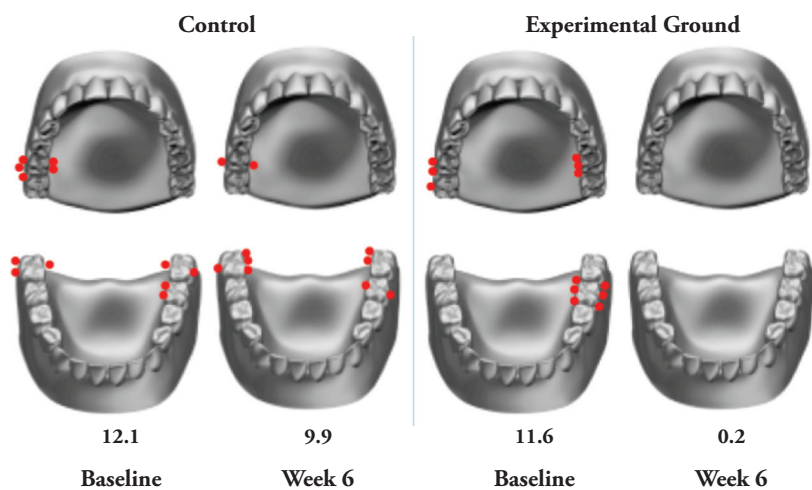 Control
Experimental Ground
12.1
9.9
11.6
0.2
Baseline
Week 6
Baseline
Week 6